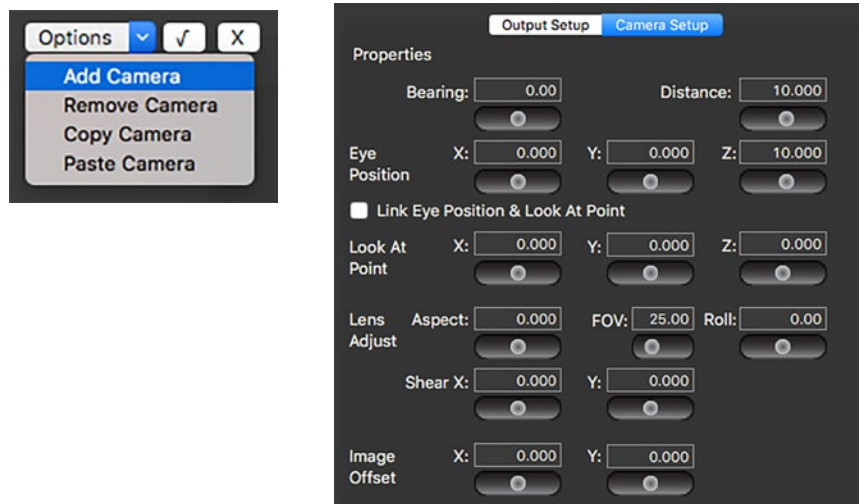 Options √ X
Add Camera
Remove Camera
Copy Camera
Paste Camera
Output Setup Camera Setup
Properties
Bearing: 0.00 Distance: 10.000
Eye Position X: 0.000 Y: 0.000 Z: 10.000
Link Eye Position & Look At Point
Look At Point X: 0.000 Y: 0.000 Z: 0.000
Lens Adjust Aspect: 0.000 FOV: 25.00 Roll: 0.00
Shear X: 0.000 Y: 0.000
Image Offset X: 0.000 Y: 0.000